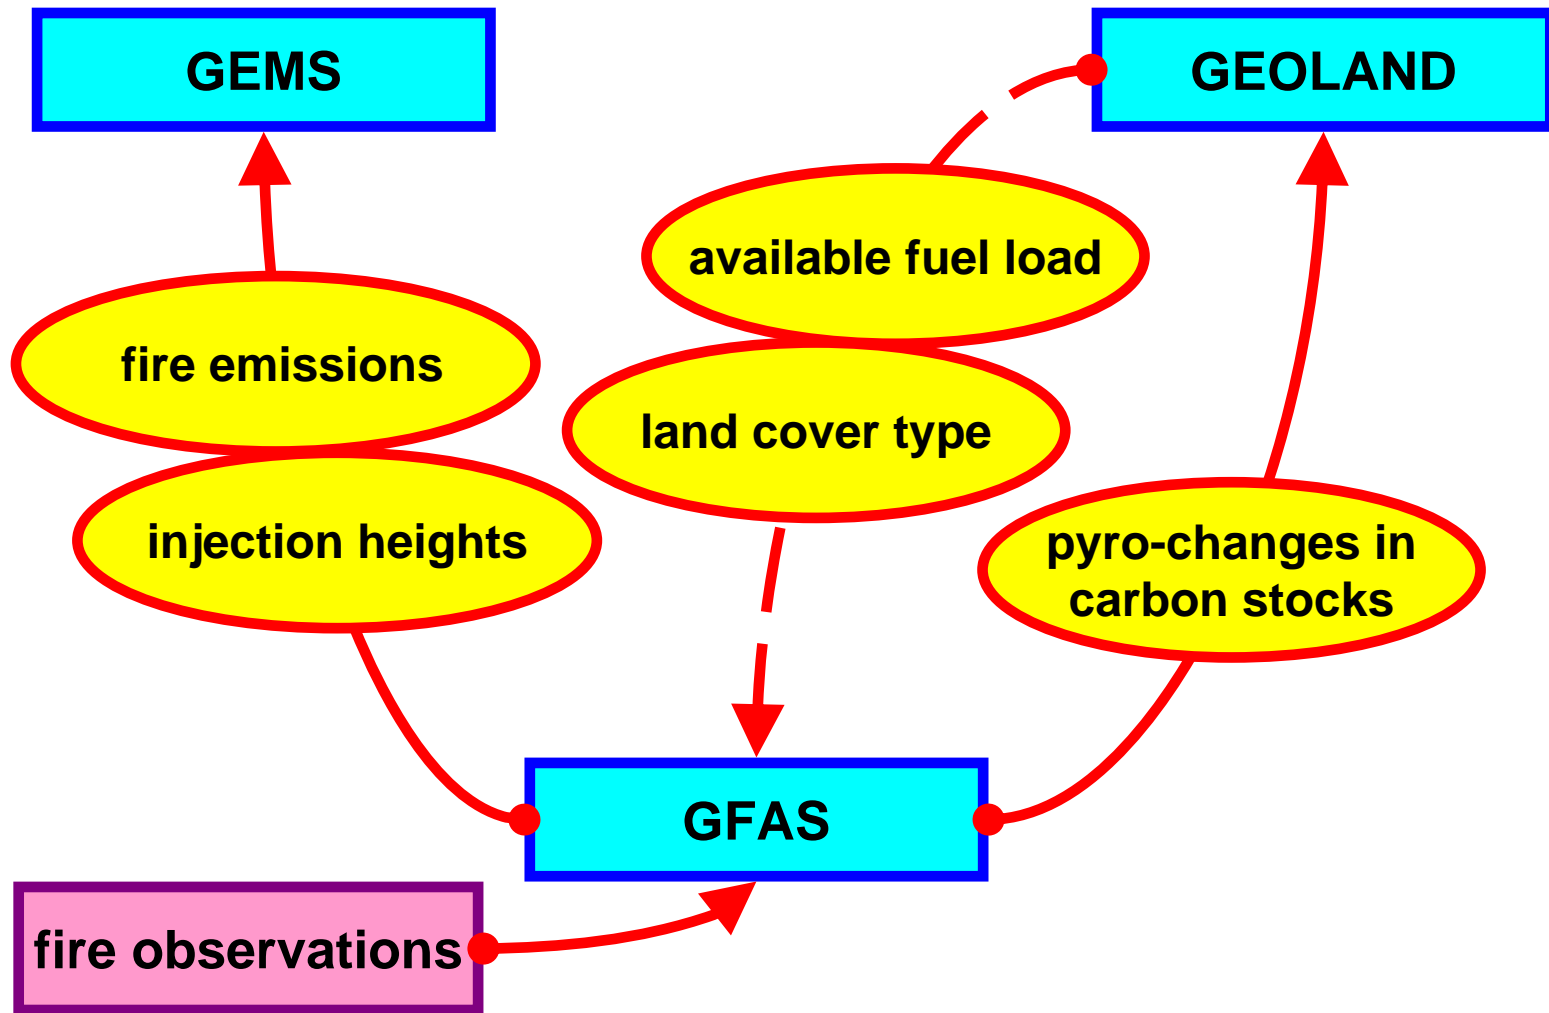 GEMS
GEOLAND
available fuel load
fire emissions
land cover type
injection heights
pyro-changes in
carbon stocks
GFAS
fire observations